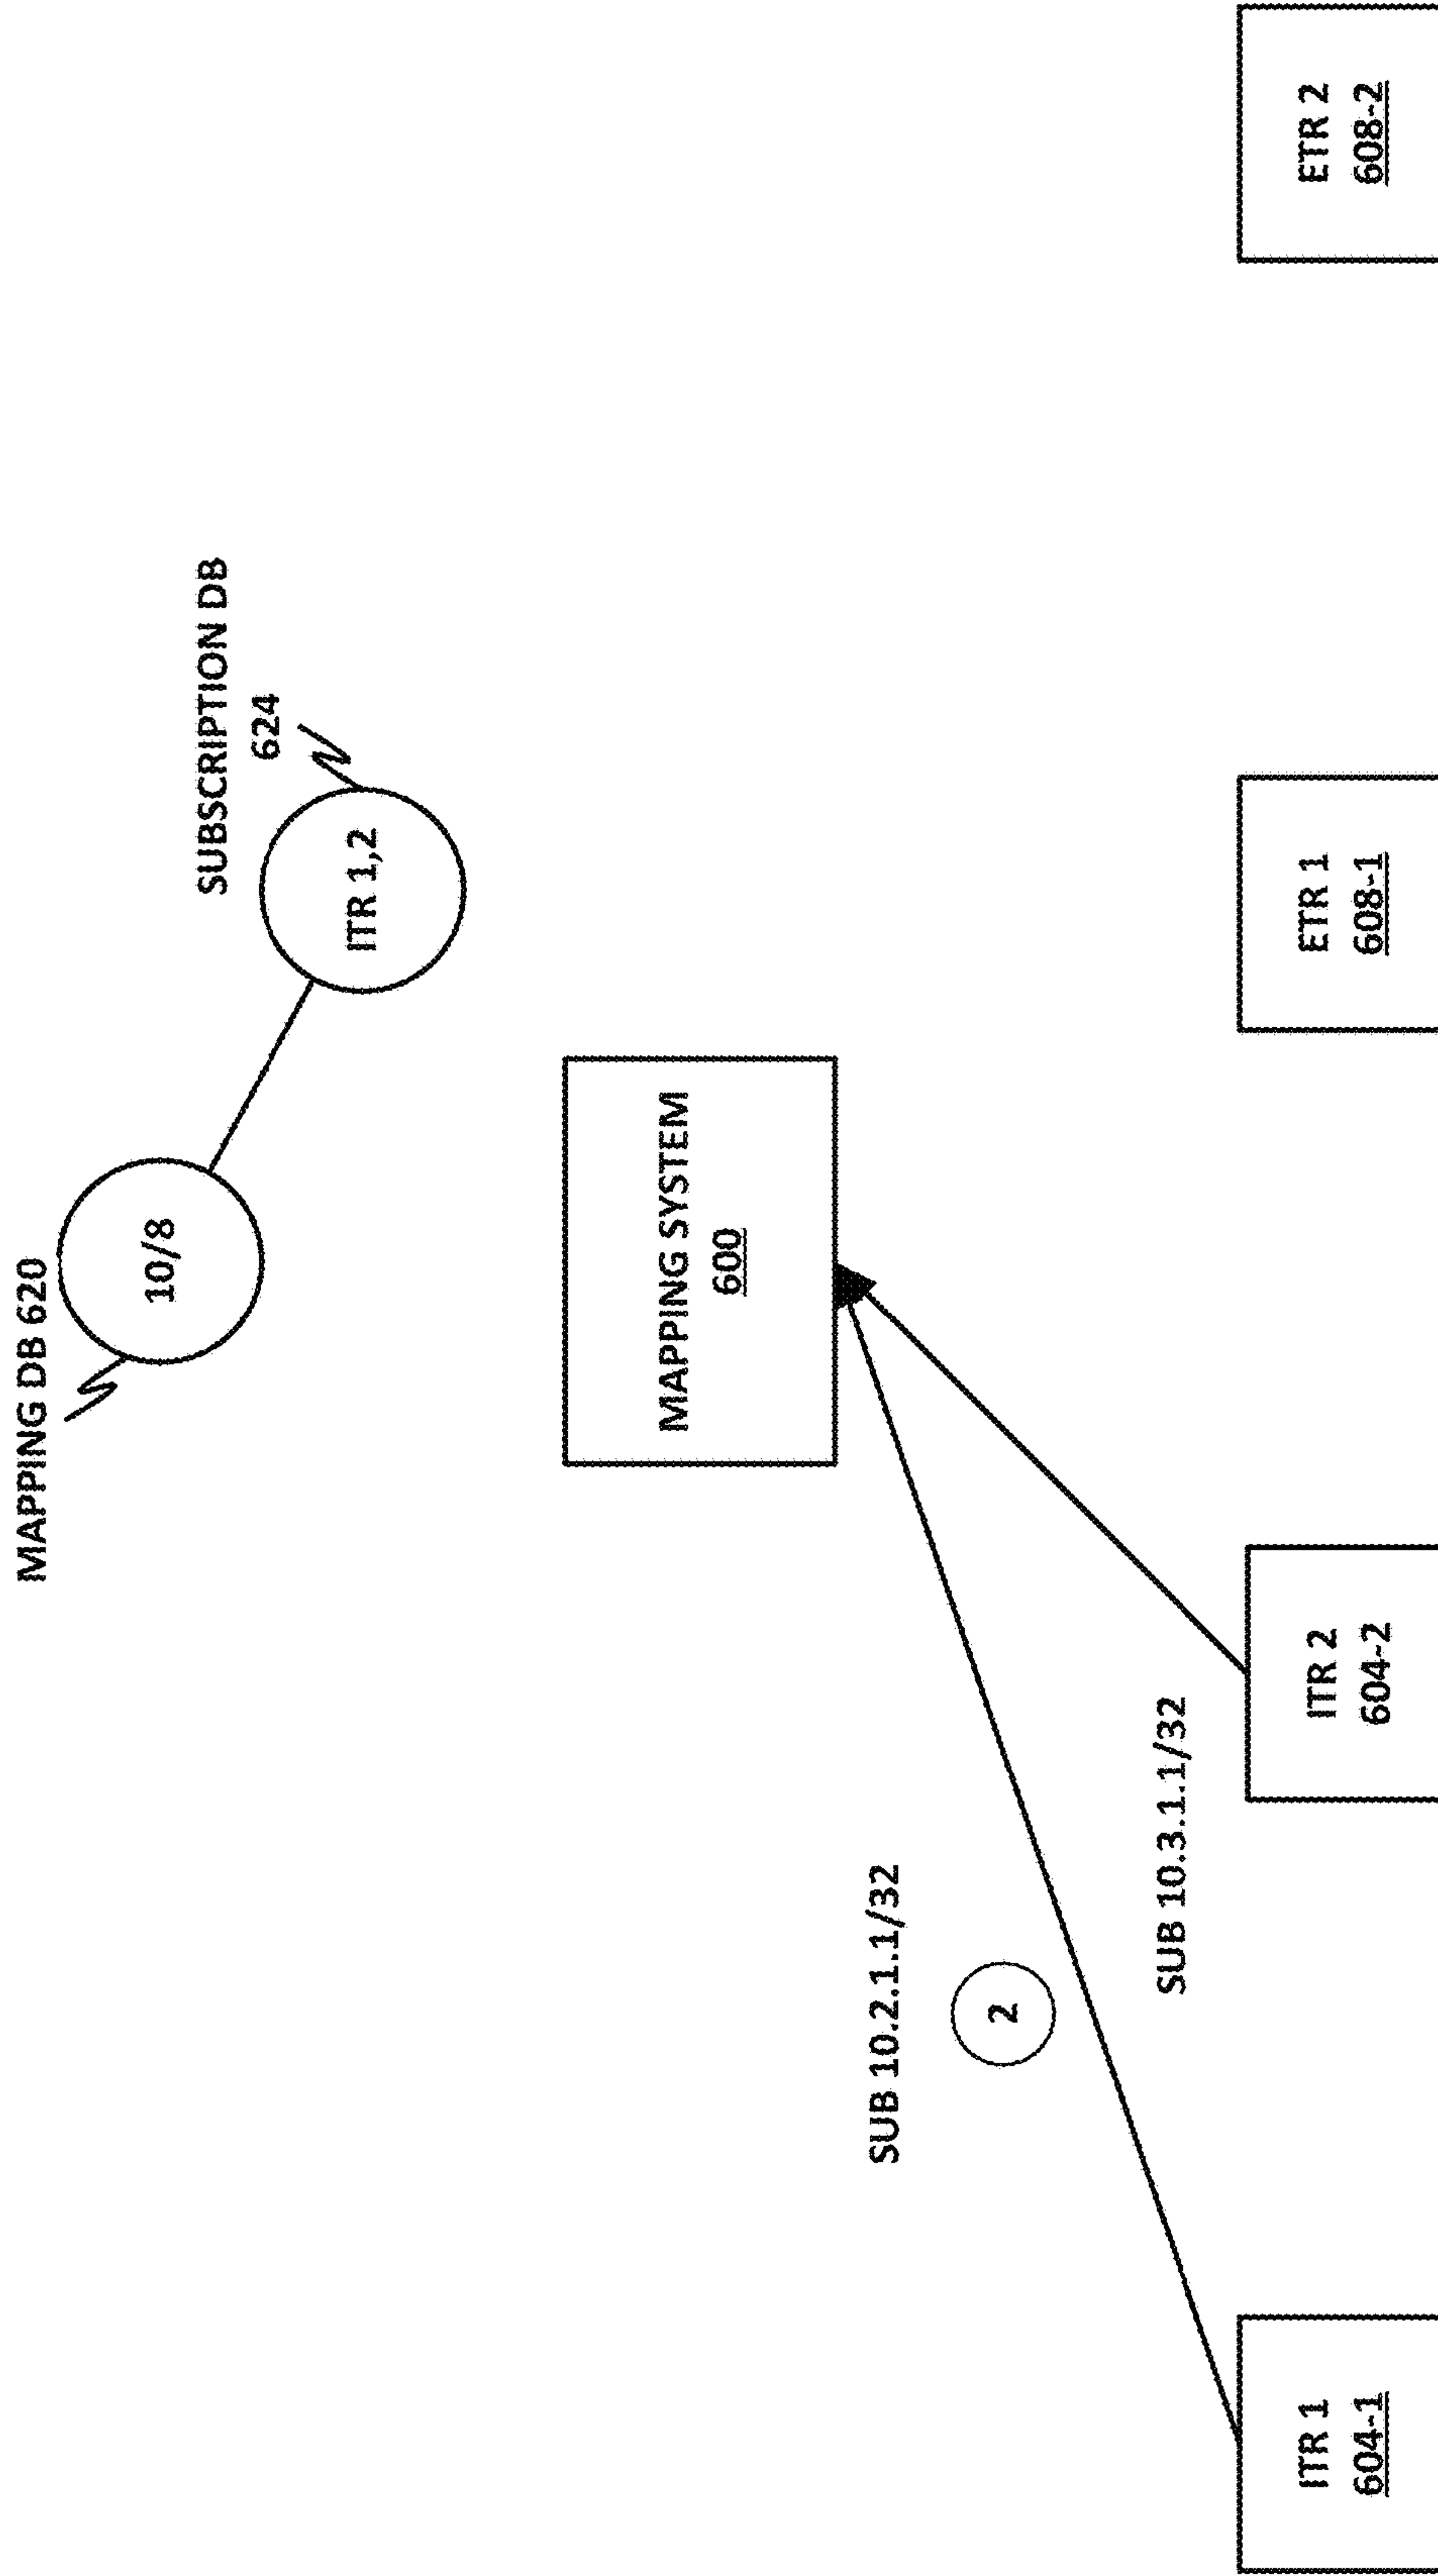 MAPPING DB 620
10/8
SUBSCRIPTION DB
624
ITR 1,2
MAPPING SYSTEM
600
SUB 10.2.1.1/32
2
SUB 10.3.1.1/32
ITR 1
604-1
ITR 2
604-2
ETR 1
608-1
ETR 2
608-2